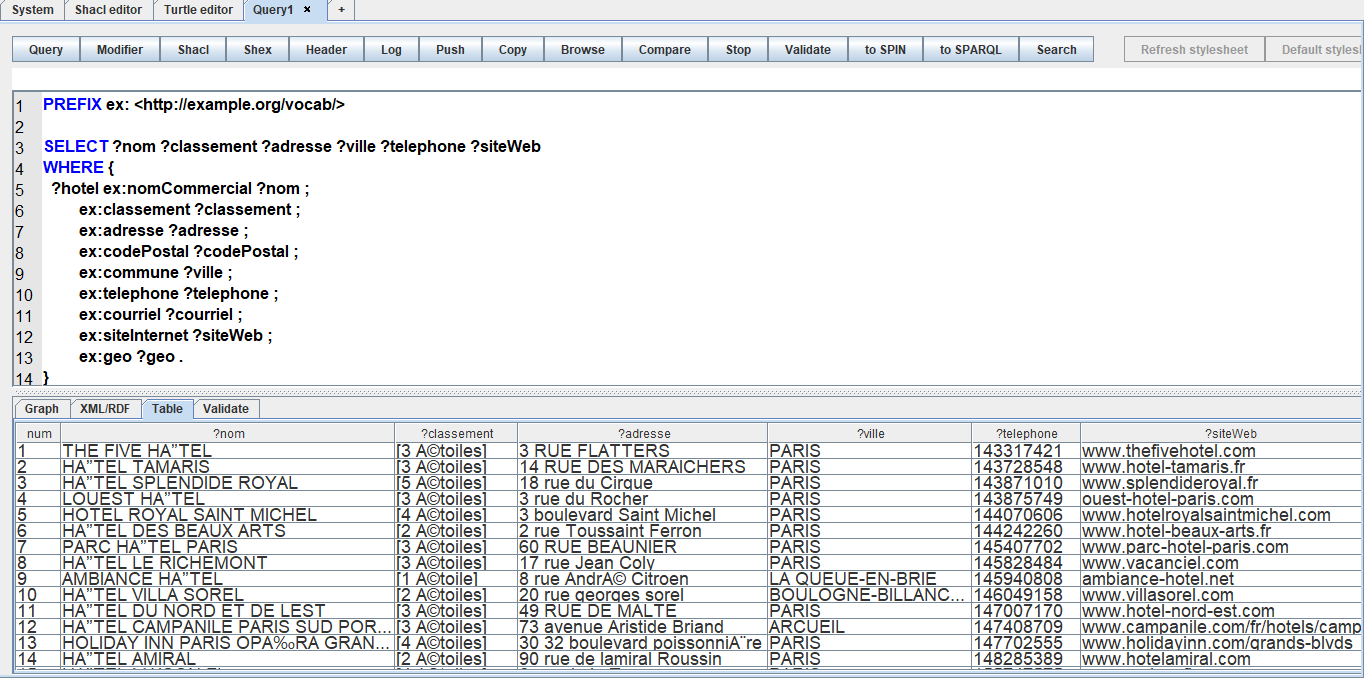 System Shacl editor Turtle editor Query1 × +
Query Modifier Shacl Shex Header Log Push Copy Browse Compare Stop Validate to SPIN to SPARQL Search Refresh stylesheet Default stylesl
1 PREFIX ex: <http://example.org/vocab/>
2
3 SELECT ?nom ?classement ?adresse ?ville ?telephone ?siteWeb
4 WHERE {
5 ?hotel ex:nomCommercial ?nom ;
6 ex:classement ?classement ;
7 ex:adresse ?adresse ;
8 ex:codePostal ?codePostal ;
9 ex:commune ?ville ;
10 ex:telephone ?telephone ;
11 ex:courriel ?courriel ;
12 ex:siteInternet ?siteWeb ;
13 ex:geo ?geo .
14 }
Graph XML/RDF Table Validate
num ?nom ?classement ?adresse ?ville ?telephone ?siteWeb
1 THE FIVE HA”TEL [3 A©toiles] 3 RUE FLATTERS PARIS 143317421 www.thefivehotel.com
2 HA”TEL TAMARIS [2 A©toiles] 14 RUE DES MARAICHERS PARIS 143728548 www.hotel-tamaris.fr
3 HA”TEL SPLENDIDE ROYAL [5 A©toiles] 18 rue du Cirque PARIS 143871010 www.splendideroyal.fr
4 LOUEST HA”TEL [3 A©toiles] 3 rue du Rocher PARIS 143875749 ouest-hotel-paris.com
5 HOTEL ROYAL SAINT MICHEL [4 A©toiles] 3 boulevard Saint Michel PARIS 144070606 www.hotelroyalsaintmichel.com
6 HA”TEL DES BEAUX ARTS [2 A©toiles] 2 rue Toussaint Ferron PARIS 144242260 www.hotel-beaux-arts.fr
7 PARC HA”TEL PARIS [3 A©toiles] 60 RUE BEAUNIER PARIS 145407702 www.parc-hotel-paris.com
8 HA”TEL LE RICHEMONT [3 A©toiles] 17 rue Jean Coly PARIS 145828484 www.vacanciel.com
9 AMBIANCE HA”TEL [1 A©toile] 8 rue AndrA© Citroen LA QUEUE-EN-BRIE 145940808 ambiance-hotel.net
10 HA”TEL VILLA SOREL [2 A©toiles] 20 rue georges sorel BOULOGNE-BILLANC... 146049158 www.villasorel.com
11 HA”TEL DU NORD ET DE LEST [3 A©toiles] 49 RUE DE MALTE PARIS 147007170 www.hotel-nord-est.com
12 HA”TEL CAMPANILE PARIS SUD POR... [3 A©toiles] 73 avenue Aristide Briand ARCUEIL 147408709 www.campanile.com/fr/hotels/camp
13 HOLIDAY INN PARIS OPA‰RA GRAN... [4 A©toiles] 30 32 boulevard poissonniA¨re PARIS 147702555 www.holidayinn.com/grands-blvds
14 HA”TEL AMIRAL [2 A©toiles] 90 rue de lamiral Roussin PARIS 148285389 www.hotelamiral.com